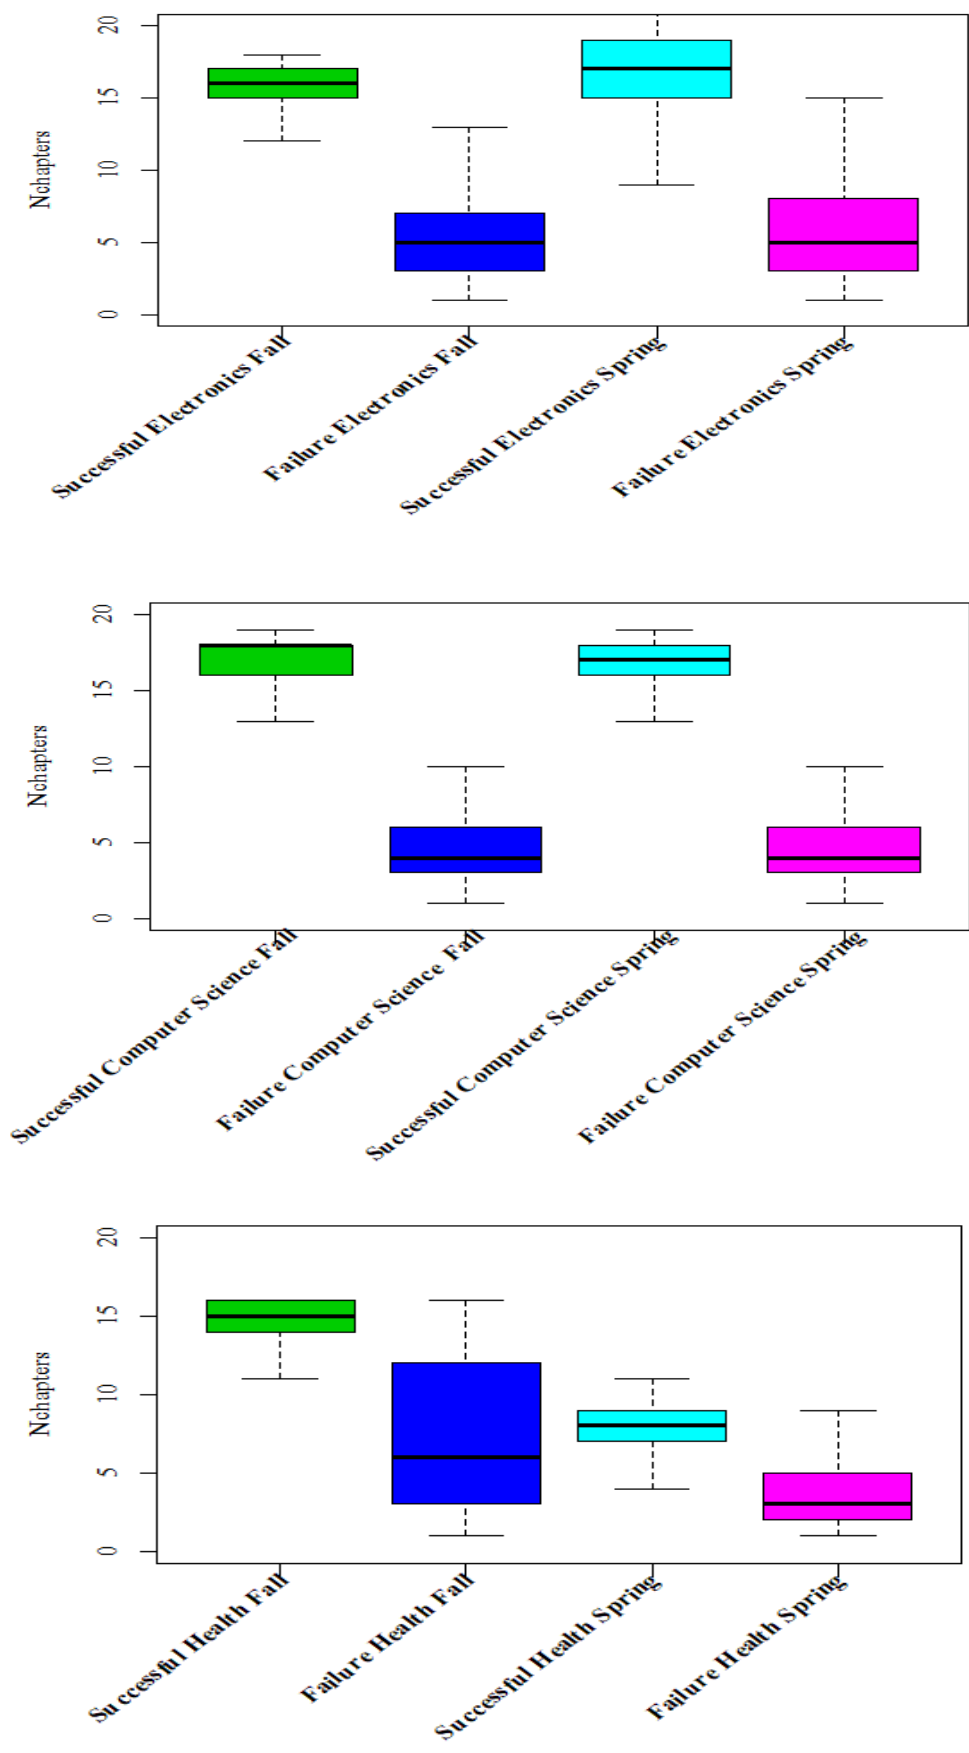 Nchapters
20
15
10
5
0
Successful Electronics Fall
Failure Electronics Fall
Successful Electronics Spring
Failure Electronics Spring
Nchapters
20
15
10
5
0
Successful Computer Science Fall
Failure Computer Science Fall
Successful Computer Science Spring
Failure Computer Science Spring
Nchapters
20
15
10
5
0
Successful Health Fall
Failure Health Fall
Successful Health Spring
Failure Health Spring